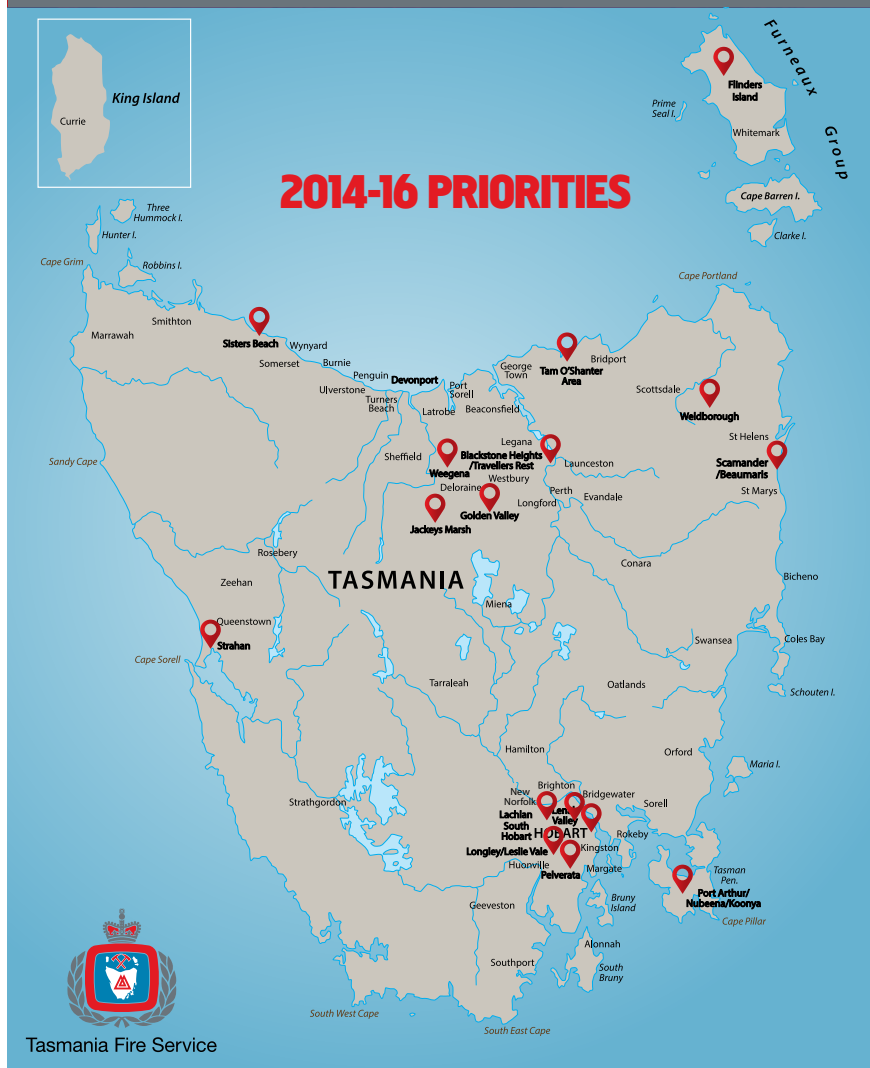 King Island
Currie
Furneaux
Group
Flinders
Island
Prime
Seal I.
Whitemark
2014-16 PRIORITIES
Cape Barren I.
Clarke I.
Three
Hummock I.
Hunter I.
Cape Grim
Robbins I.
Cape Portland
Smithton
Marrawah
Sisters Beach
Wynyard
Somerset
Burnie
Penguin
Devonport
Ulverstone
Turners
Beach
Latrobe
Port
Sorell
George
Town
Beaconsfield
Tam O'Shanter
Area
Bridport
Scottsdale
Weldborough
St Helens
Sandy Cape
Sheffield
Weegena
Legana
Blackstone Heights
/Travellers Rest
Launceston
Scamander
/Beaumaris
St Marys
Westbury
Deloraine
Golden Valley
Jackeys Marsh
Longford
Perth
Evandale
Rosebery
Zeehan
TASMANIA
Conara
Bicheno
Miena
Queenstown
Strahan
Cape Sorell
Swansea
Coles Bay
Tarraleah
Oatlands
Schouten I.
Hamilton
Orford
Maria I.
Strathgordon
New
Norfolk
Brighton
Bridgewater
Sorell
Lachlan
Valley
South
Hobart
HOBART
Rokeby
Longley/Leslie Vale
Kingston
Huonville
Pelverata
Margate
Tasman
Pen.
Port Arthur/
Nubeena/Koonya
Cape Pillar
Geeveston
Bruny
Island
Alonnah
Southport
South
Bruny
South West Cape
South East Cape
Tasmania Fire Service